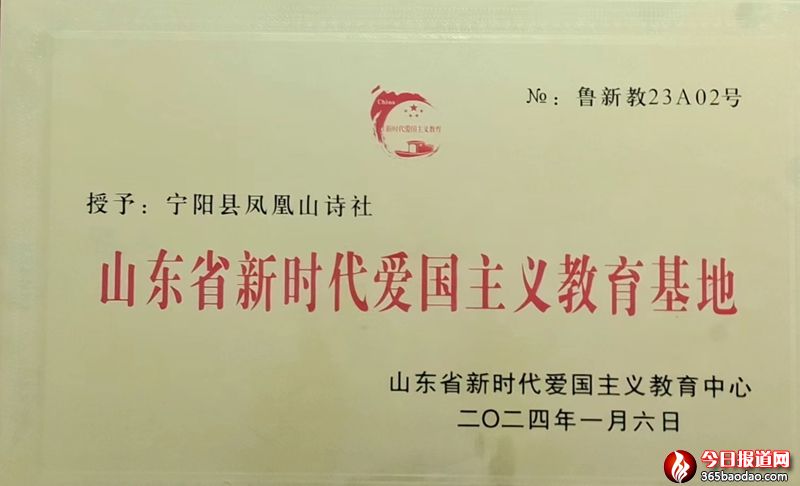 №：鲁新教23A02号
China
新时代爱国主义教育
授予：宁阳县凤凰山诗社
山东省新时代爱国主义教育基地
山东省新时代爱国主义教育中心
二〇二四年一月六日
今日报道网
365baodao.com